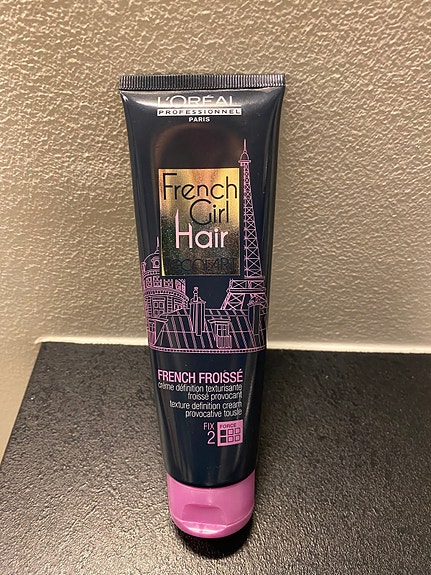 L'ORÉAL
PROFESSIONNEL
PARIS
French
Girl
Hair
FRENCH FROISSÉ
crème définition texturisante
froissé provocant
texture definition cream
provocative tousle
FIX
2
FORCE